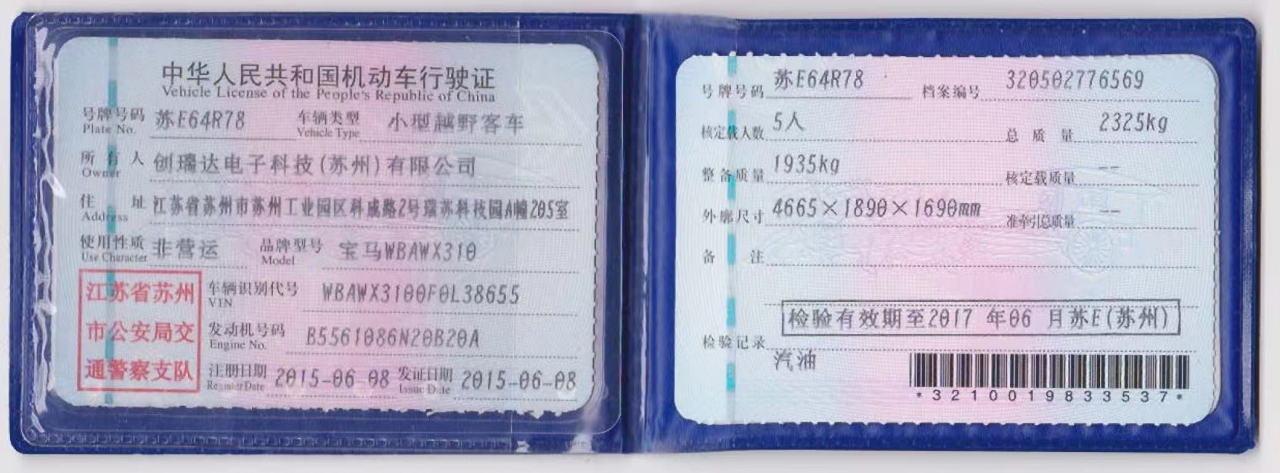 中华人民共和国机动车行驶证
Vehicle License of the People's Republic of China
号牌号码 苏E64R78 车辆类型 小型越野客车
Plate No. Vehicle Type
所有人 创瑞达电子科技(苏州)有限公司
Owner
住址 江苏省苏州市苏州工业园区科威路2号瑞苏科技园A幢205室
Address
使用性质 非营运 品牌型号 宝马WBAWX310
Use Character Model
江苏省苏州
市公安局交
通警察支队
车辆识别代号 WBAWX3100F0L38655
VIN
发动机号码 B5561086N20B20A
Engine No.
注册日期 2015-06-08 发证日期 2015-06-08
Register Date Issue Date
号牌号码 苏E64R78 档案编号 320502776569
核定载人数 5人 总质量 2325kg
整备质量 1935kg 核定载质量 --
外廓尺寸 4665×1890×1690mm 准牵引总质量 --
备注
检验有效期至2017 年06 月苏E(苏州)
检验记录
汽油
*3210019833537*